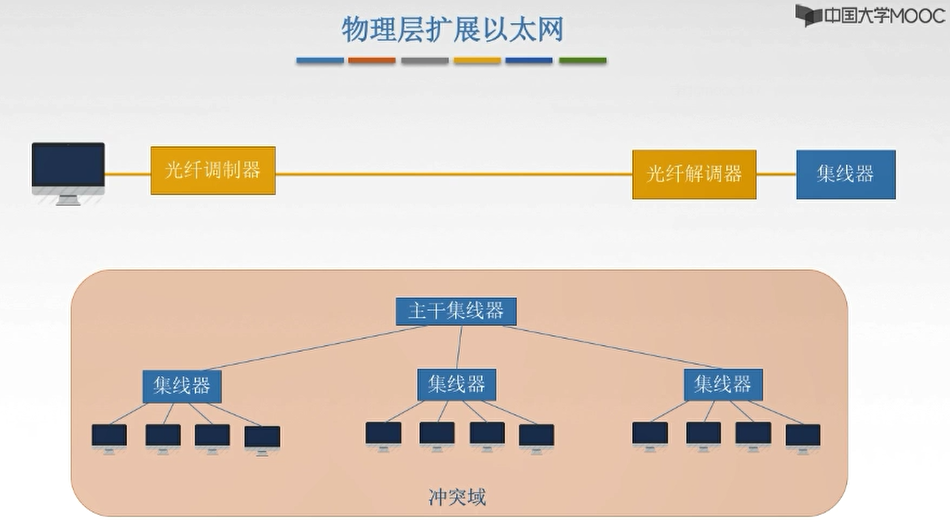 中国大学MOOC
物理层扩展以太网
光纤调制器
光纤解调器
集线器
主干集线器
集线器
集线器
集线器
冲突域